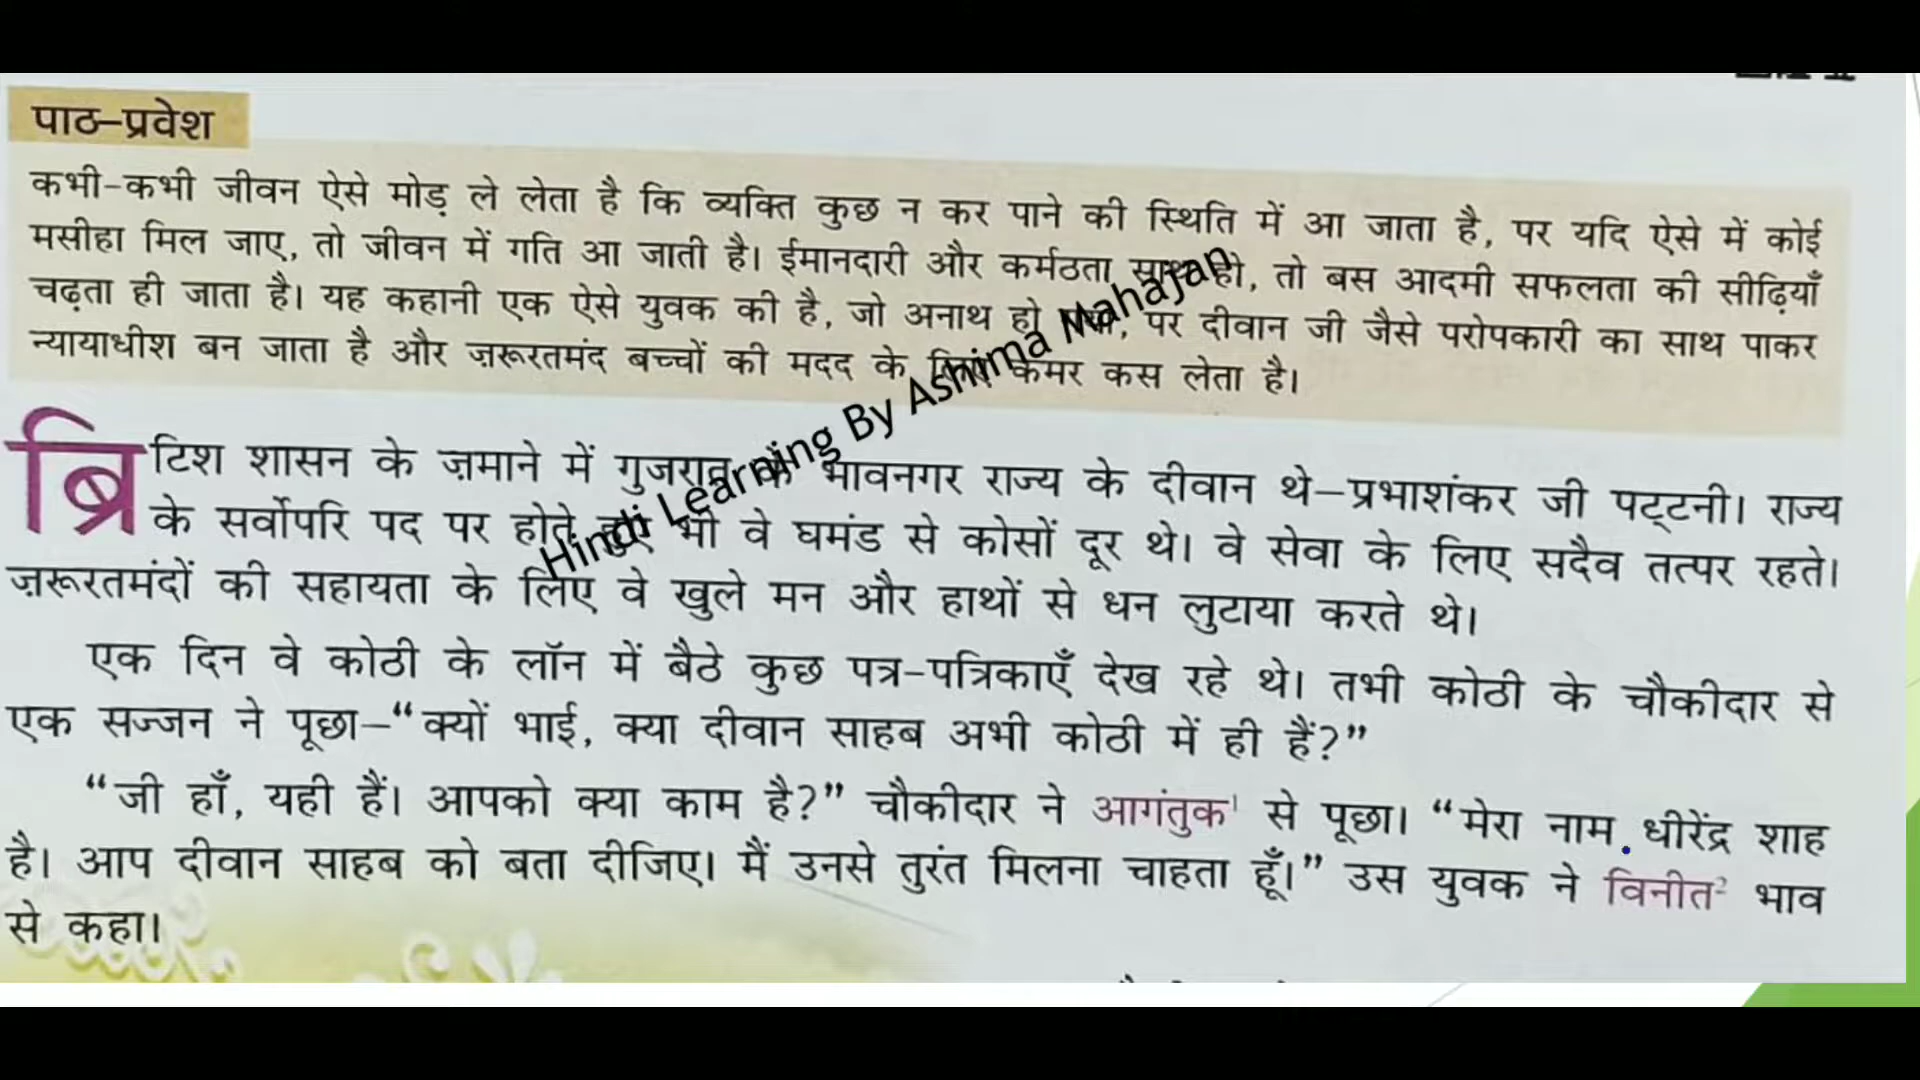 पाठ-प्रवेश
कभी-कभी जीवन ऐसे मोड़ ले लेता है कि व्यक्ति कुछ न कर पाने की स्थिति में आ जाता है, पर यदि ऐसे में कोई
मसीहा मिल जाए, तो जीवन में गति आ जाती है। ईमानदारी और कर्मठता साथ हो, तो बस आदमी सफलता की सीढ़ियाँ
चढ़ता ही जाता है। यह कहानी एक ऐसे युवक की है, जो अनाथ हो पर दीवान जी जैसे परोपकारी का साथ पाकर
न्यायाधीश बन जाता है और ज़रूरतमंद बच्चों की मदद के लिए कमर कस लेता है।
ब्रिटिश शासन के ज़माने में गुजरात के भावनगर राज्य के दीवान थे—प्रभाशंकर जी पट्टनी। राज्य
के सर्वोपरि पद पर होते हुए भी वे घमंड से कोसों दूर थे। वे सेवा के लिए सदैव तत्पर रहते।
ज़रूरतमंदों की सहायता के लिए वे खुले मन और हाथों से धन लुटाया करते थे।
एक दिन वे कोठी के लॉन में बैठे कुछ पत्र-पत्रिकाएँ देख रहे थे। तभी कोठी के चौकीदार से
एक सज्जन ने पूछा—“क्यों भाई, क्या दीवान साहब अभी कोठी में ही हैं?”
“जी हाँ, यही हैं। आपको क्या काम है?” चौकीदार ने आगंतुक¹ से पूछा। “मेरा नाम धीरेंद्र शाह
है। आप दीवान साहब को बता दीजिए। मैं उनसे तुरंत मिलना चाहता हूँ।” उस युवक ने विनीत² भाव
से कहा।
Hindi Learning By Ashima Mahajan